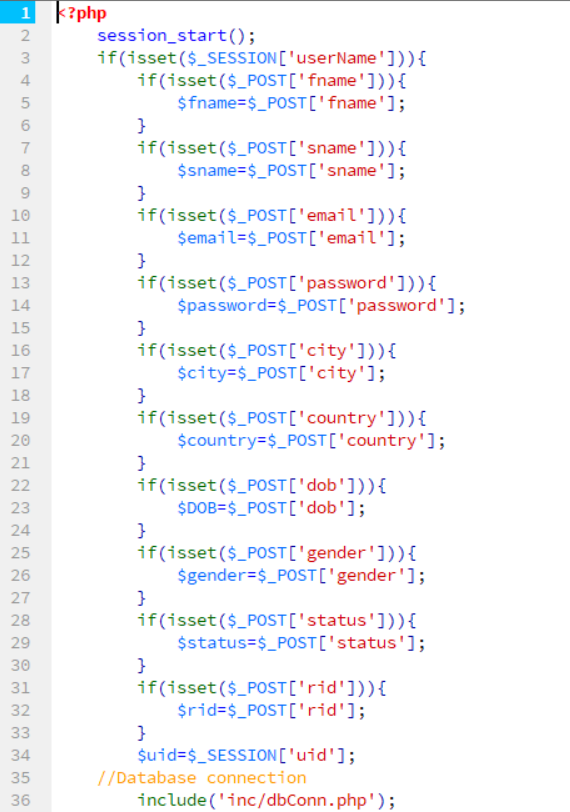 1 <?php
2 session_start();
3 if(isset($_SESSION['userName'])){
4 if(isset($_POST['fname'])){
5 $fname=$_POST['fname'];
6 }
7 if(isset($_POST['sname'])){
8 $sname=$_POST['sname'];
9 }
10 if(isset($_POST['email'])){
11 $email=$_POST['email'];
12 }
13 if(isset($_POST['password'])){
14 $password=$_POST['password'];
15 }
16 if(isset($_POST['city'])){
17 $city=$_POST['city'];
18 }
19 if(isset($_POST['country'])){
20 $country=$_POST['country'];
21 }
22 if(isset($_POST['dob'])){
23 $DOB=$_POST['dob'];
24 }
25 if(isset($_POST['gender'])){
26 $gender=$_POST['gender'];
27 }
28 if(isset($_POST['status'])){
29 $status=$_POST['status'];
30 }
31 if(isset($_POST['rid'])){
32 $rid=$_POST['rid'];
33 }
34 $uid=$_SESSION['uid'];
35 //Database connection
36 include('inc/dbConn.php');